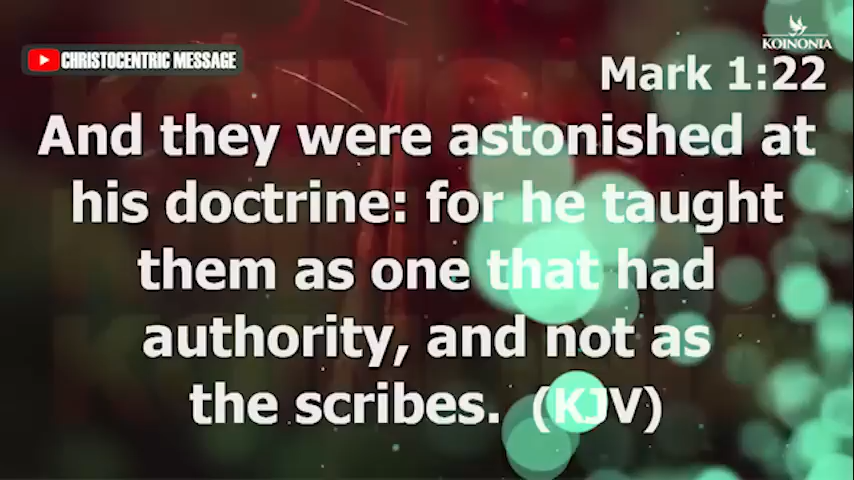 KOINONIA
CHRISTOCENTRIC MESSAGE
Mark 1:22
And they were astonished at
his doctrine: for he taught
them as one that had
authority, and not as
the scribes. (KJV)